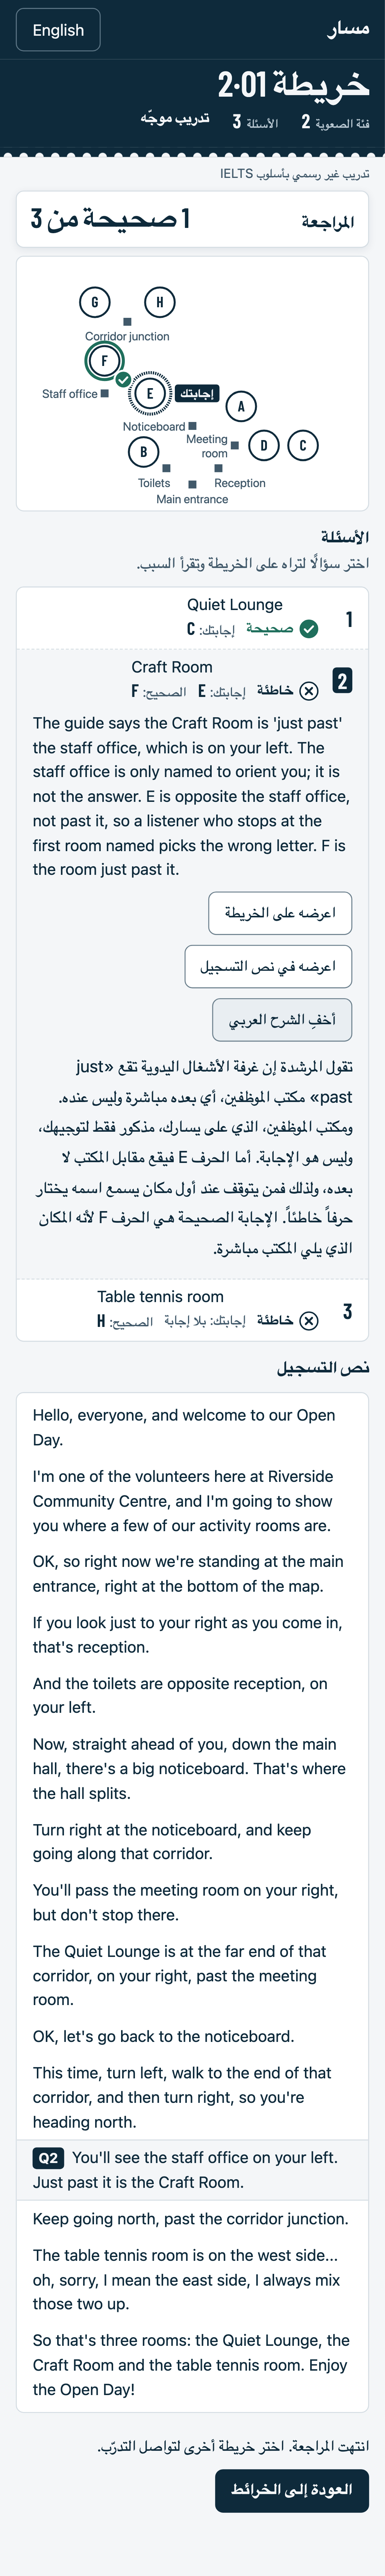 مسار
English
خريطة 2·01
فئة الصعوبة 2 الأسئلة 3 تدريب موجّه
تدريب غير رسمي بأسلوب IELTS
المراجعة
1 صحيحة من 3
G
H
Corridor junction
F
Staff office
E
إجابتك
A
Noticeboard
Meeting
room
B
D
C
Toilets
Reception
Main entrance
الأسئلة
اختر سؤالًا لتراه على الخريطة وتقرأ السبب.
1
Quiet Lounge
صحيحة إجابتك: C
2
Craft Room
خاطئة إجابتك: E الصحيح: F
The guide says the Craft Room is 'just past'
the staff office, which is on your left. The
staff office is only named to orient you; it is
not the answer. E is opposite the staff office,
not past it, so a listener who stops at the
first room named picks the wrong letter. F is
the room just past it.
اعرضه على الخريطة
اعرضه في نص التسجيل
أخفِ الشرح العربي
تقول المرشدة إن غرفة الأشغال اليدوية تقع «just
past» مكتب الموظفين، أي بعده مباشرة وليس عنده.
ومكتب الموظفين، الذي على يسارك، مذكور فقط لتوجيهك،
وليس هو الإجابة. أما الحرف E فيقع مقابل المكتب لا
بعده، ولذلك فمن يتوقف عند أول مكان يسمع اسمه يختار
حرفاً خاطئاً. الإجابة الصحيحة هي الحرف F لأنه المكان
الذي يلي المكتب مباشرة.
3
Table tennis room
خاطئة إجابتك: بلا إجابة الصحيح: H
نص التسجيل
Hello, everyone, and welcome to our Open
Day.
I'm one of the volunteers here at Riverside
Community Centre, and I'm going to show
you where a few of our activity rooms are.
OK, so right now we're standing at the main
entrance, right at the bottom of the map.
If you look just to your right as you come in,
that's reception.
And the toilets are opposite reception, on
your left.
Now, straight ahead of you, down the main
hall, there's a big noticeboard. That's where
the hall splits.
Turn right at the noticeboard, and keep
going along that corridor.
You'll pass the meeting room on your right,
but don't stop there.
The Quiet Lounge is at the far end of that
corridor, on your right, past the meeting
room.
OK, let's go back to the noticeboard.
This time, turn left, walk to the end of that
corridor, and then turn right, so you're
heading north.
Q2 You'll see the staff office on your left.
Just past it is the Craft Room.
Keep going north, past the corridor junction.
The table tennis room is on the west side...
oh, sorry, I mean the east side, I always mix
those two up.
So that's three rooms: the Quiet Lounge, the
Craft Room and the table tennis room. Enjoy
the Open Day!
انتهت المراجعة. اختر خريطة أخرى لتواصل التدرّب.
العودة إلى الخرائط